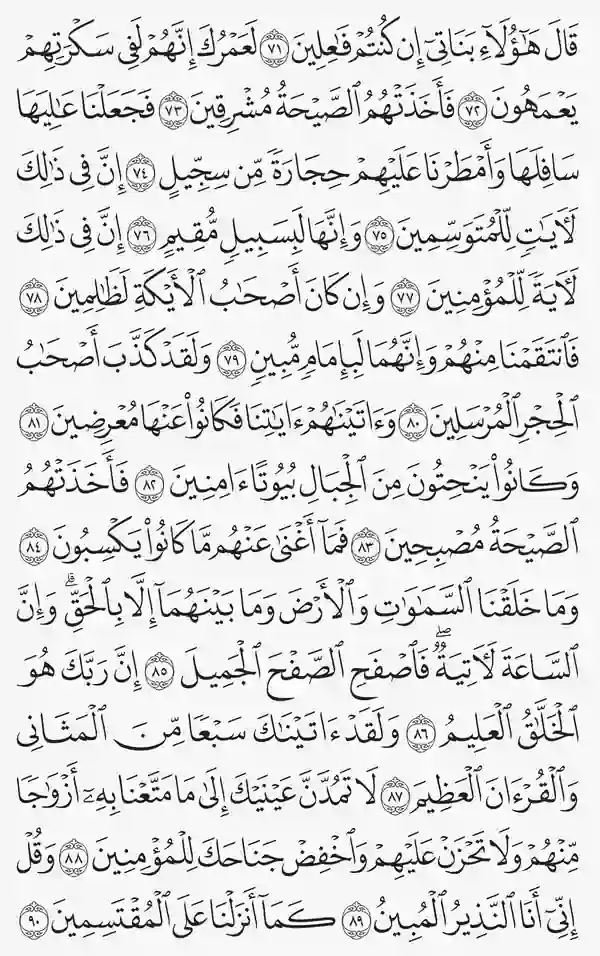 قَالَ هَٰٓؤُلَآءِ بَنَاتِىٓ إِن كُنتُمْ فَٰعِلِينَ ۝٧١ لَعَمْرُكَ إِنَّهُمْ لَفِى سَكْرَتِهِمْ
يَعْمَهُونَ ۝٧٢ فَأَخَذَتْهُمُ ٱلصَّيْحَةُ مُشْرِقِينَ ۝٧٣ فَجَعَلْنَا عَٰلِيَهَا
سَافِلَهَا وَأَمْطَرْنَا عَلَيْهِمْ حِجَارَةً مِّن سِجِّيلٍ ۝٧٤ إِنَّ فِى ذَٰلِكَ
لَءَايَٰتٍ لِّلْمُتَوَسِّمِينَ ۝٧٥ وَإِنَّهَا لَبِسَبِيلٍ مُّقِيمٍ ۝٧٦ إِنَّ فِى ذَٰلِكَ
لَءَايَةً لِّلْمُؤْمِنِينَ ۝٧٧ وَإِن كَانَ أَصْحَٰبُ ٱلْأَيْكَةِ لَظَٰلِمِينَ ۝٧٨
فَٱنتَقَمْنَا مِنْهُمْ وَإِنَّهُمَا لَبِإِمَامٍ مُّبِينٍ ۝٧٩ وَلَقَدْ كَذَّبَ أَصْحَٰبُ
ٱلْحِجْرِ ٱلْمُرْسَلِينَ ۝٨٠ وَءَاتَيْنَٰهُمْ ءَايَٰتِنَا فَكَانُوا۟ عَنْهَا مُعْرِضِينَ ۝٨١
وَكَانُوا۟ يَنْحِتُونَ مِنَ ٱلْجِبَالِ بُيُوتًا ءَامِنِينَ ۝٨٢ فَأَخَذَتْهُمُ
ٱلصَّيْحَةُ مُصْبِحِينَ ۝٨٣ فَمَآ أَغْنَىٰ عَنْهُم مَّا كَانُوا۟ يَكْسِبُونَ ۝٨٤
وَمَا خَلَقْنَا ٱلسَّمَٰوَٰتِ وَٱلْأَرْضَ وَمَا بَيْنَهُمَآ إِلَّا بِٱلْحَقِّ ۗ وَإِنَّ
ٱلسَّاعَةَ لَءَاتِيَةٌ ۖ فَٱصْفَحِ ٱلصَّفْحَ ٱلْجَمِيلَ ۝٨٥ إِنَّ رَبَّكَ هُوَ
ٱلْخَلَّٰقُ ٱلْعَلِيمُ ۝٨٦ وَلَقَدْ ءَاتَيْنَٰكَ سَبْعًا مِّنَ ٱلْمَثَانِى
وَٱلْقُرْءَانَ ٱلْعَظِيمَ ۝٨٧ لَا تَمُدَّنَّ عَيْنَيْكَ إِلَىٰ مَا مَتَّعْنَا بِهِۦٓ أَزْوَٰجًا
مِّنْهُمْ وَلَا تَحْزَنْ عَلَيْهِمْ وَٱخْفِضْ جَنَاحَكَ لِلْمُؤْمِنِينَ ۝٨٨ وَقُلْ
إِنِّىٓ أَنَا ٱلنَّذِيرُ ٱلْمُبِينُ ۝٨٩ كَمَآ أَنزَلْنَا عَلَى ٱلْمُقْتَسِمِينَ ۝٩٠